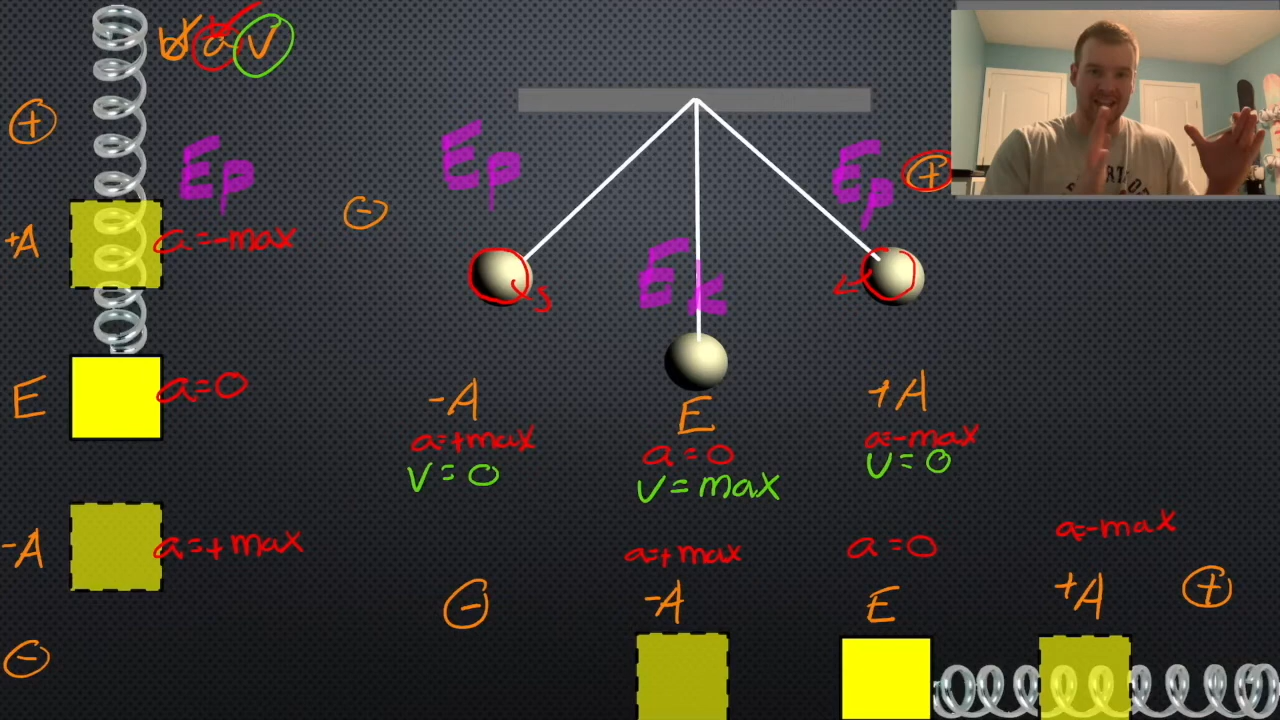 d a V
+
Ep
+A
a=-max
E
a=0
-A
a=+max
-
-
Ep
Ep
+
Ek
-A
a=+max
V=0
E
a=0
V=max
+A
a=-max
V=0
-
a=+max
-A
a=0
E
a=-max
+A
+